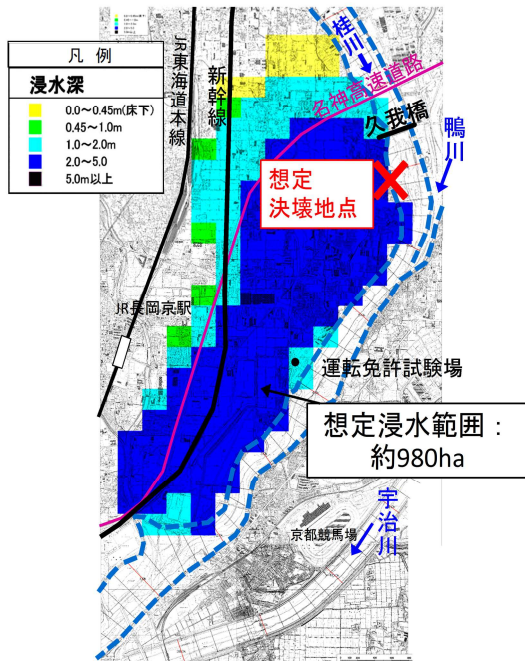 凡 例
浸水深
0.0～0.45m(床下)
0.45～1.0m
1.0～2.0m
2.0～5.0
5.0m以上
JR東海道本線
新幹線
桂川
名神高速道路
久我橋
鴨川
想定
決壊地点
JR長岡京駅
運転免許試験場
想定浸水範囲：
約980ha
京都競馬場
宇治川